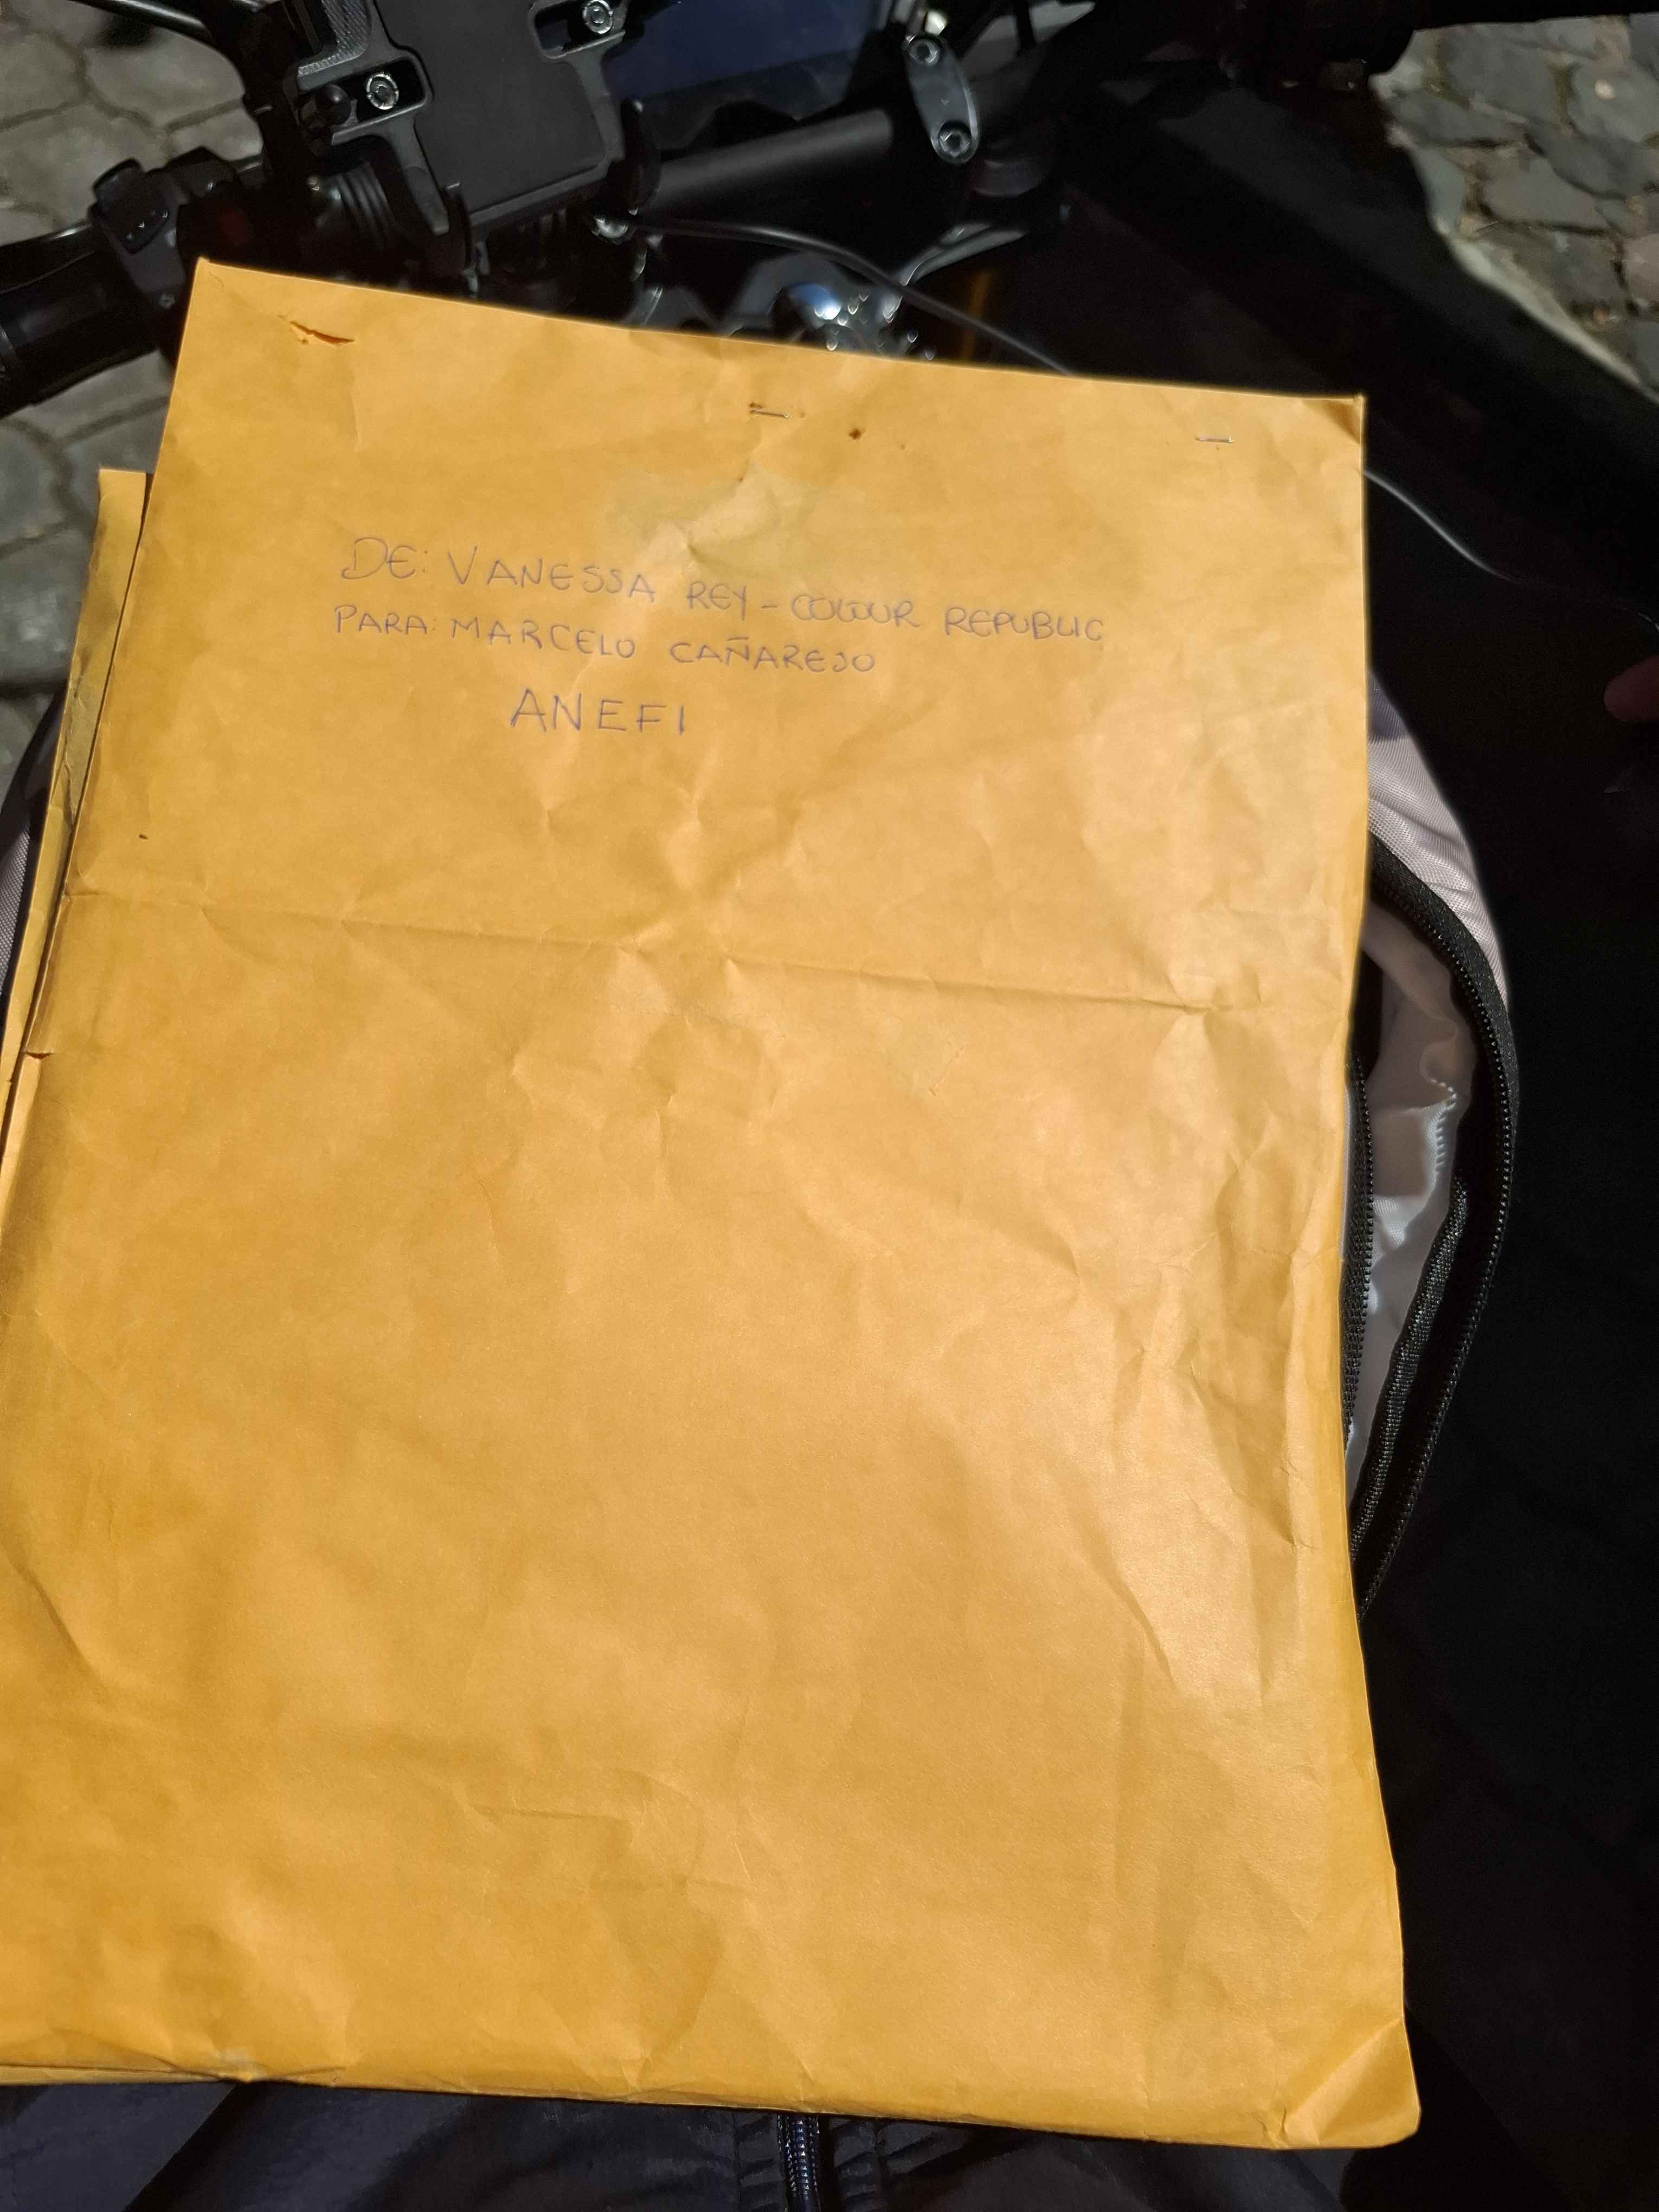 DE: VANESSA REY - COLOUR REPUBLIC
PARA: MARCELO CAÑAREJO
ANEFI